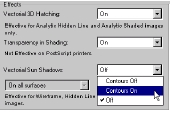 Effects
Vectorial 3D Hatching: On
Effective for Analytic Hidden Line and Analytic Shaded images
only.
Transparency in Shading: On
Not Effective on PostScript printers.
Vectorial Sun Shadows: Off
Contours Off
On all surfaces
Contours On
Off
Effective for Wireframe, Hidden Line
images.